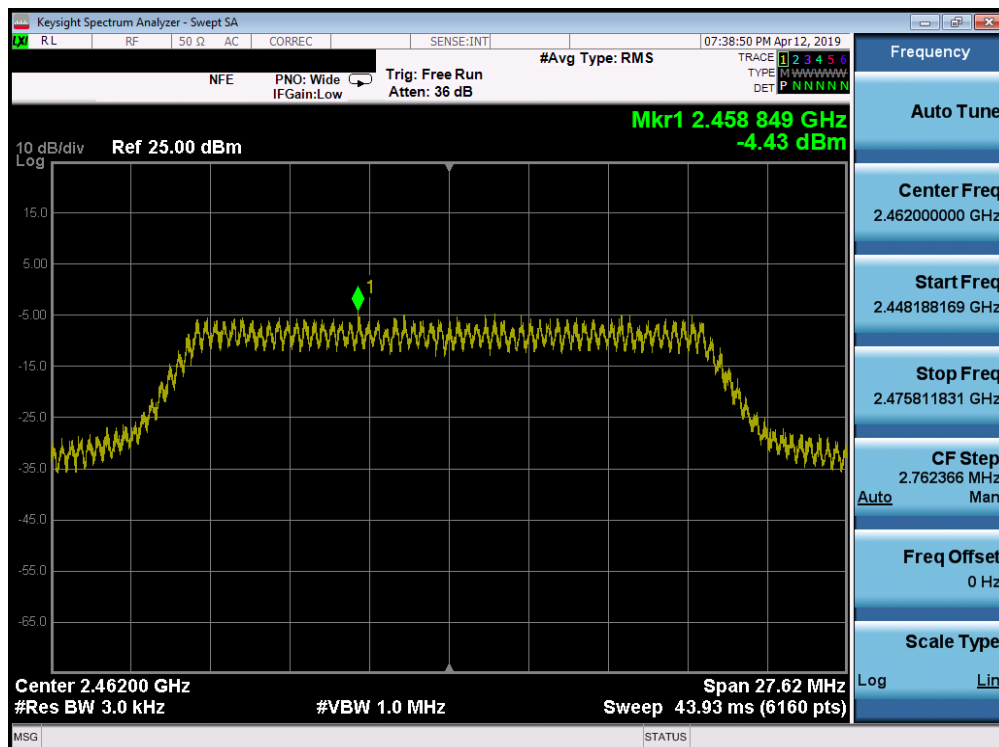 Keysight Spectrum Analyzer - Swept SA
LXI RL RF 50 Ω AC CORREC SENSE:INT 07:38:50 PM Apr 12, 2019
NFE PNO: Wide Trig: Free Run #Avg Type: RMS TRACE 1 2 3 4 5 6
IFGain:Low Atten: 36 dB TYPE M WWWWW
DET P N N N N N
Mkr1 2.458 849 GHz
-4.43 dBm
10 dB/div Ref 25.00 dBm
Log
15.0
5.00
1
-5.00
-15.0
-25.0
-35.0
-45.0
-55.0
-65.0
Center 2.46200 GHz Span 27.62 MHz
#Res BW 3.0 kHz #VBW 1.0 MHz Sweep 43.93 ms (6160 pts)
MSG STATUS
Frequency
Auto Tune
Center Freq
2.462000000 GHz
Start Freq
2.448188169 GHz
Stop Freq
2.475811831 GHz
CF Step
2.762366 MHz
Auto Man
Freq Offset
0 Hz
Scale Type
Log Lin